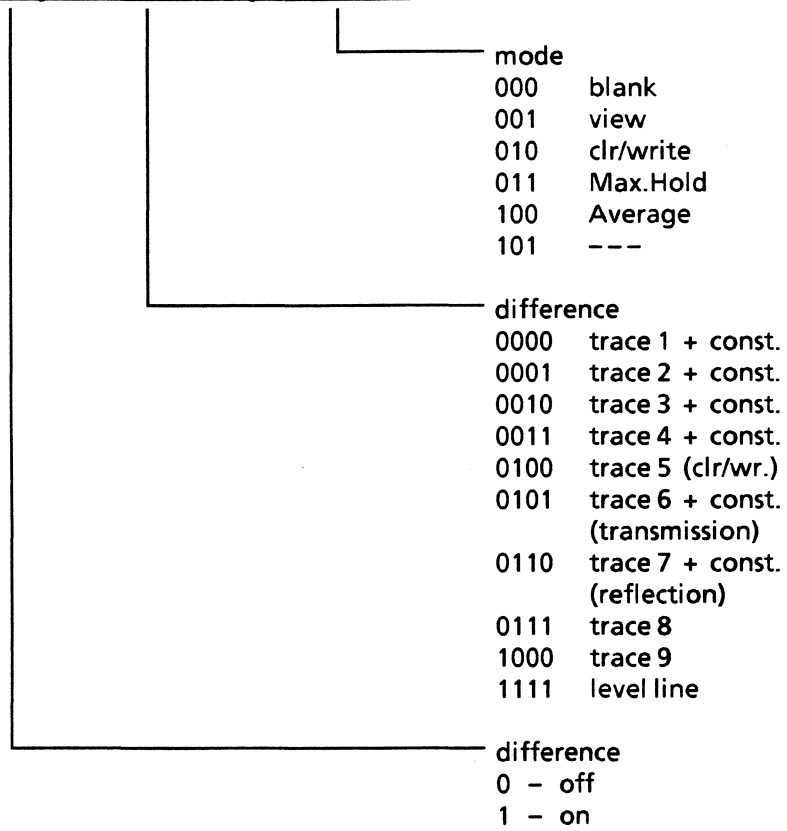 mode
000 blank
001 view
010 clr/write
011 Max.Hold
100 Average
101 ---
difference
0000 trace 1 + const.
0001 trace 2 + const.
0010 trace 3 + const.
0011 trace 4 + const.
0100 trace 5 (clr/wr.)
0101 trace 6 + const.
(transmission)
0110 trace 7 + const.
(reflection)
0111 trace 8
1000 trace 9
1111 level line
difference
0 – off
1 – on